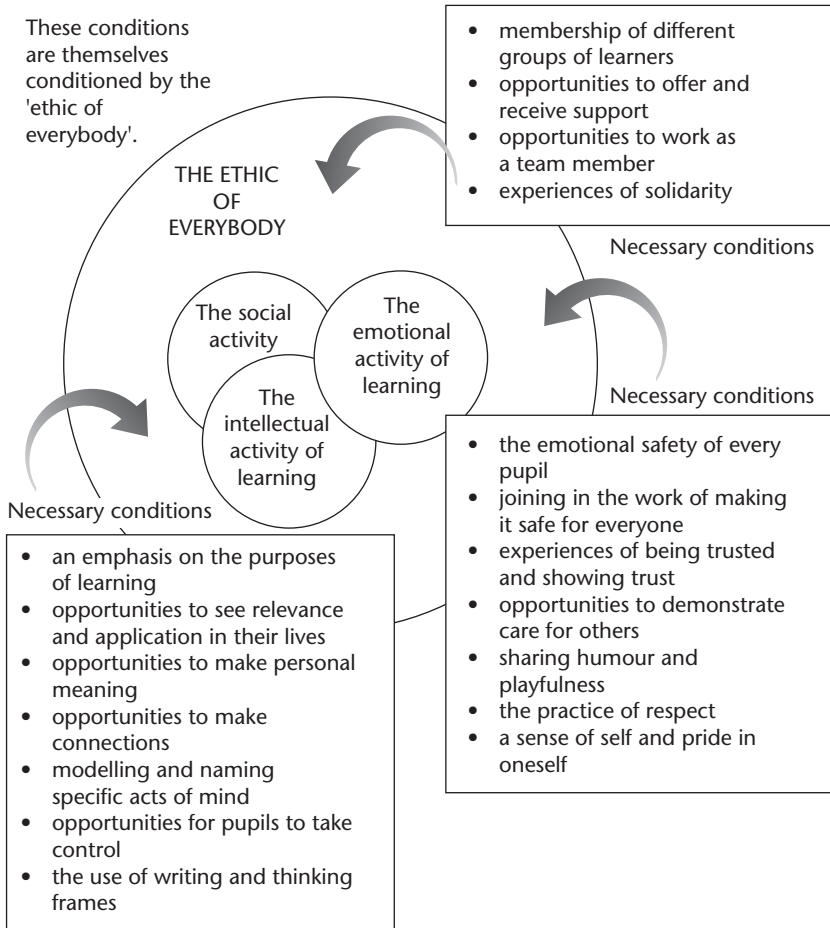 These conditions
are themselves
conditioned by the
'ethic of
everybody'.
• membership of different
groups of learners
• opportunities to offer and
receive support
• opportunities to work as
a team member
• experiences of solidarity
Necessary conditions
THE ETHIC
OF
EVERYBODY
The social
activity
The
emotional
activity of
learning
The
intellectual
activity of
learning
Necessary conditions
• the emotional safety of every
pupil
• joining in the work of making
it safe for everyone
• experiences of being trusted
and showing trust
• opportunities to demonstrate
care for others
• sharing humour and
playfulness
• the practice of respect
• a sense of self and pride in
oneself
Necessary conditions
• an emphasis on the purposes
of learning
• opportunities to see relevance
and application in their lives
• opportunities to make personal
meaning
• opportunities to make
connections
• modelling and naming
specific acts of mind
• opportunities for pupils to take
control
• the use of writing and thinking
frames